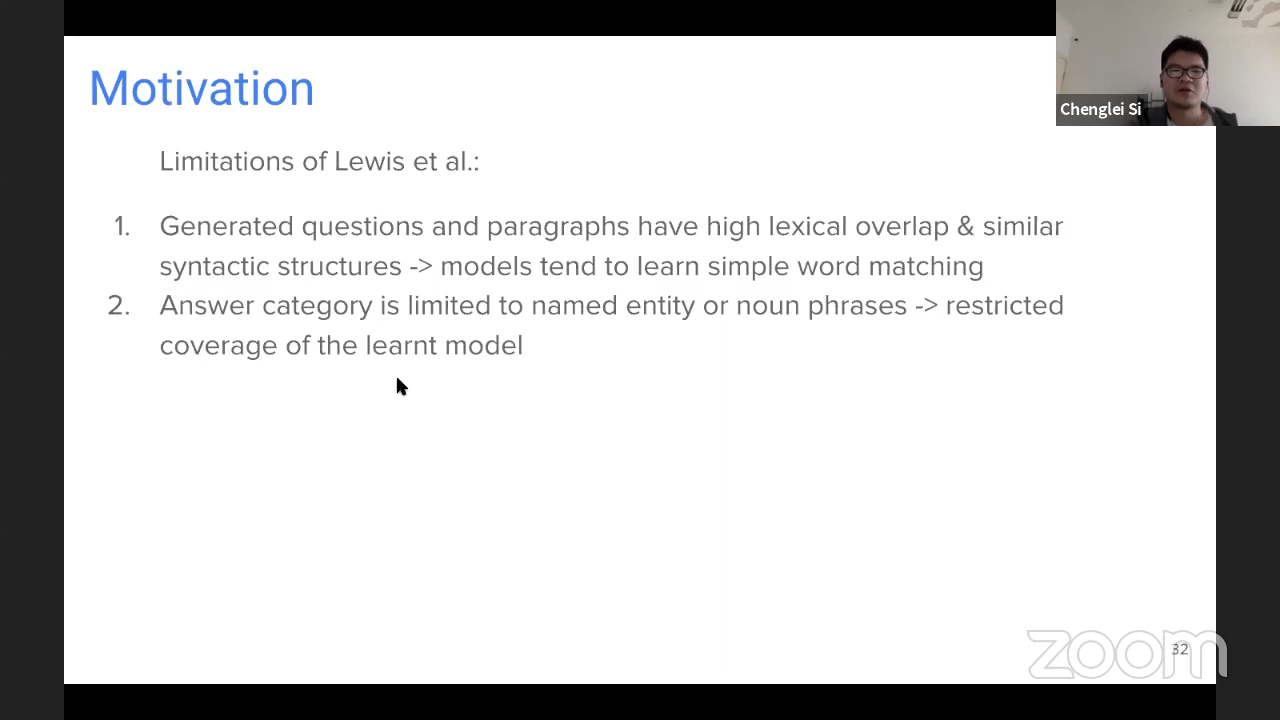 Motivation
Chenglei Si
Limitations of Lewis et al.:
1. Generated questions and paragraphs have high lexical overlap & similar
syntactic structures -> models tend to learn simple word matching
2. Answer category is limited to named entity or noun phrases -> restricted
coverage of the learnt model
zoom
32